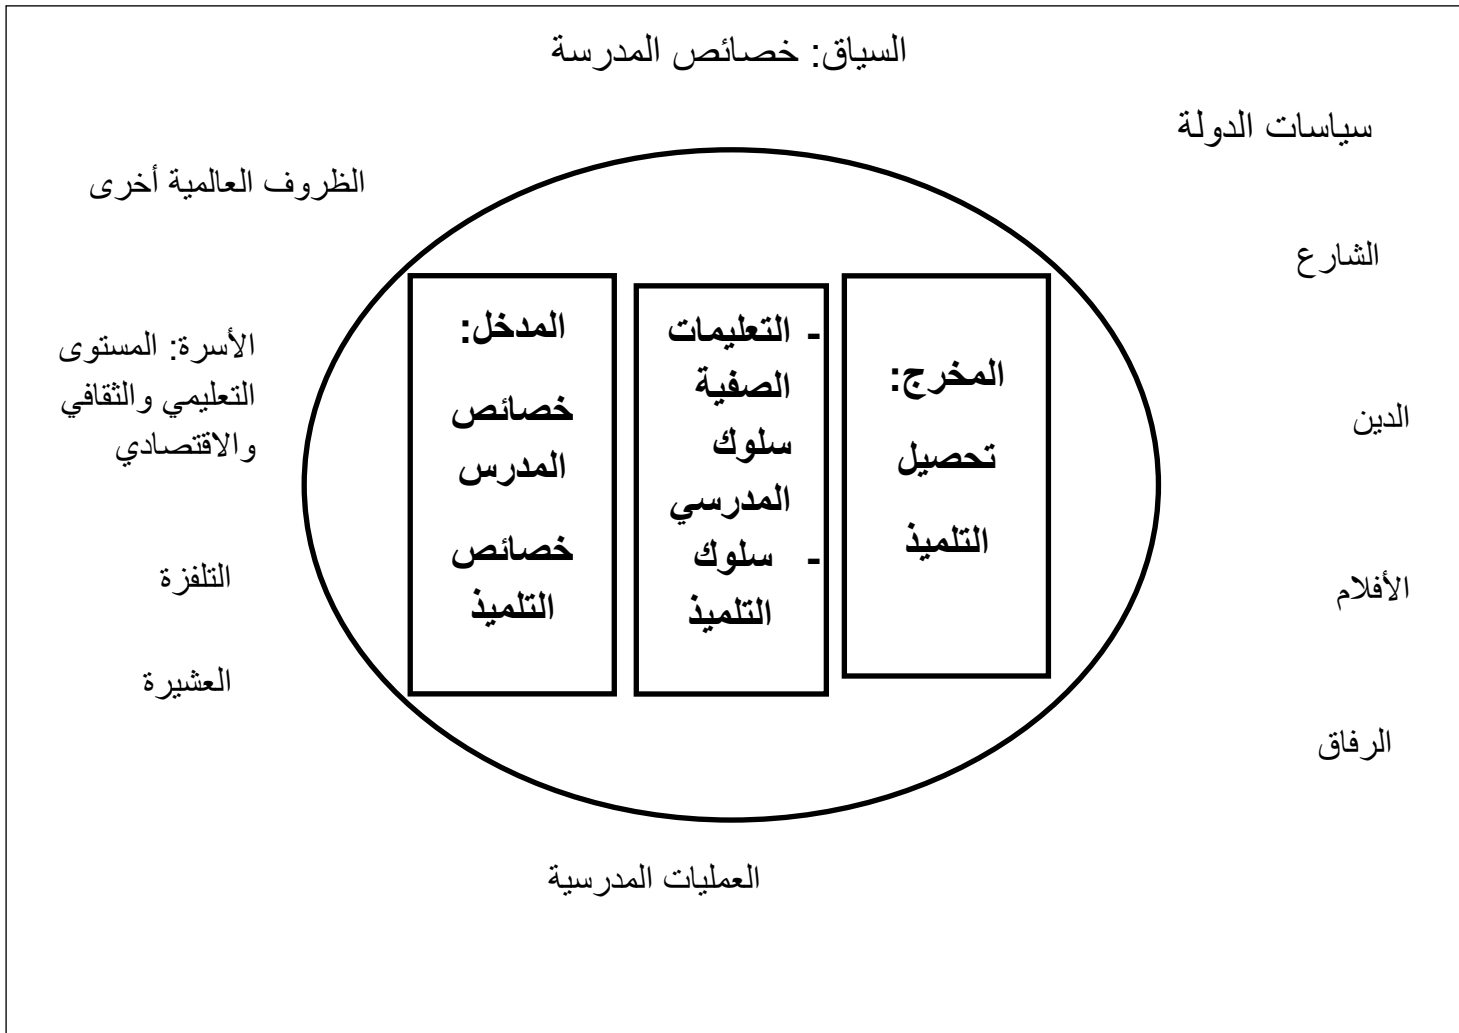 السياق: خصائص المدرسة
سياسات الدولة
الظروف العالمية أخرى
الشارع
المدخل:
خصائص
المدرس
خصائص
التلميذ
- التعليمات
الصفية
سلوك
المدرسي
- سلوك
التلميذ
المخرج:
تحصيل
التلميذ
الأسرة: المستوى
التعليمي والثقافي
والاقتصادي
الدين
التلفزة
الأفلام
العشيرة
الرفاق
العمليات المدرسية